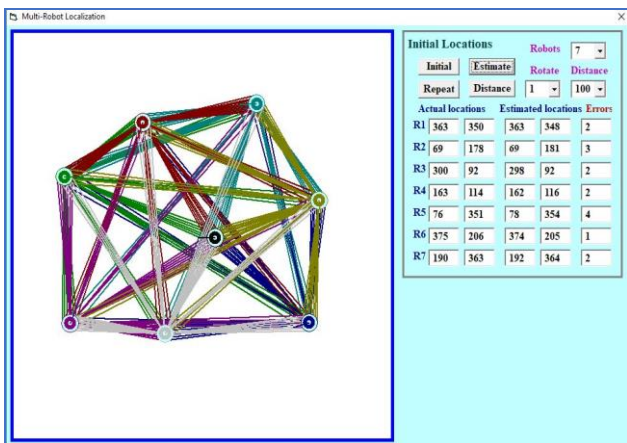 Multi-Robot Localization
Initial Locations
Robots 7
Initial Estimate
Rotate Distance
Repeat Distance 1 100
Actual locations Estimated locations Errors
R1 363 350 363 348 2
R2 69 178 69 181 3
R3 300 92 298 92 2
R4 163 114 162 116 2
R5 76 351 78 354 4
R6 375 206 374 205 1
R7 190 363 192 364 2